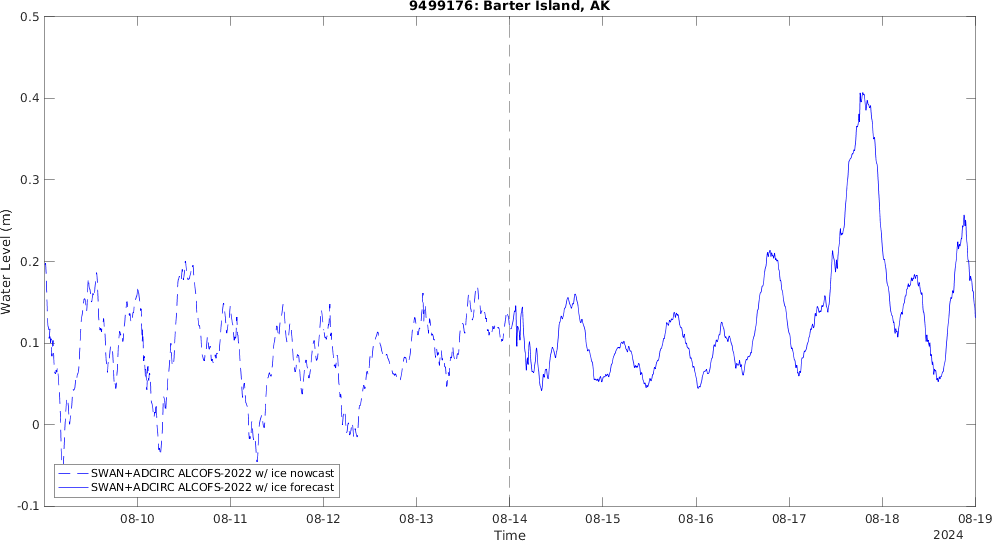 9499176: Barter Island, AK
0.5
0.4
0.3
0.2
0.1
0
-0.1
Water Level (m)
SWAN+ADCIRC ALCOFS-2022 w/ ice nowcast
SWAN+ADCIRC ALCOFS-2022 w/ ice forecast
08-10 08-11 08-12 08-13 08-14 08-15 08-16 08-17 08-18 08-19
Time
2024